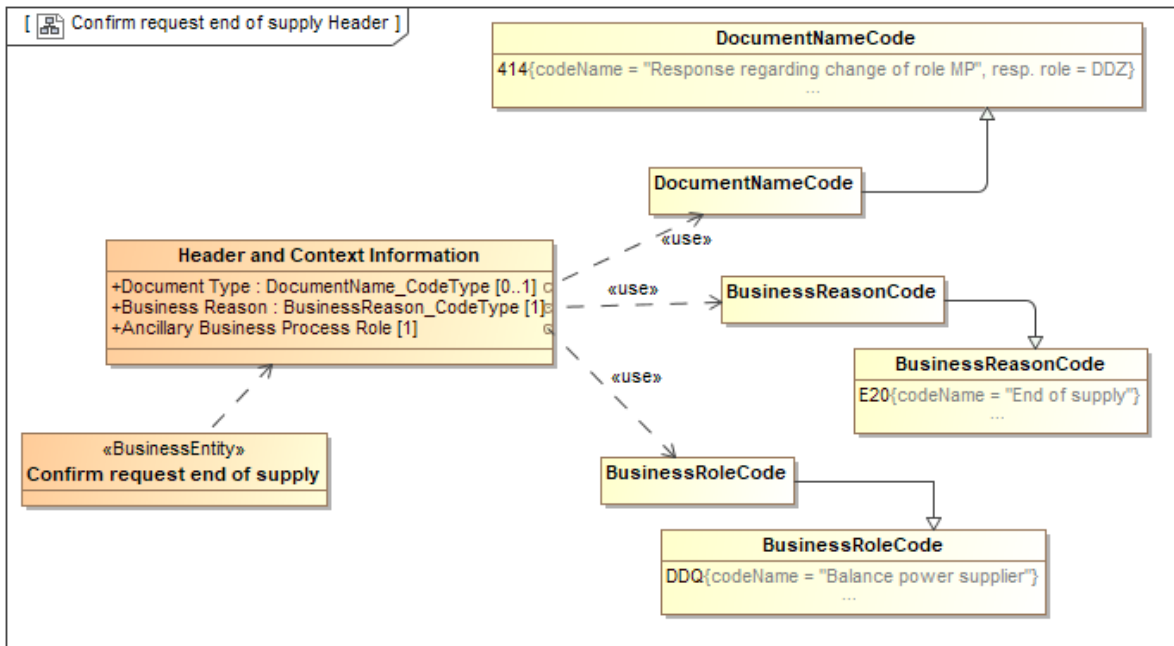 [ Confirm request end of supply Header ]
DocumentNameCode
414{codeName = "Response regarding change of role MP", resp. role = DDZ}
...
DocumentNameCode
«use»
Header and Context Information
+Document Type : DocumentName_CodeType [0..1]
+Business Reason : BusinessReason_CodeType [1]
+Ancillary Business Process Role [1]
«use»
BusinessReasonCode
BusinessReasonCode
E20{codeName = "End of supply"}
...
«use»
«BusinessEntity»
Confirm request end of supply
BusinessRoleCode
BusinessRoleCode
DDQ{codeName = "Balance power supplier"}
...